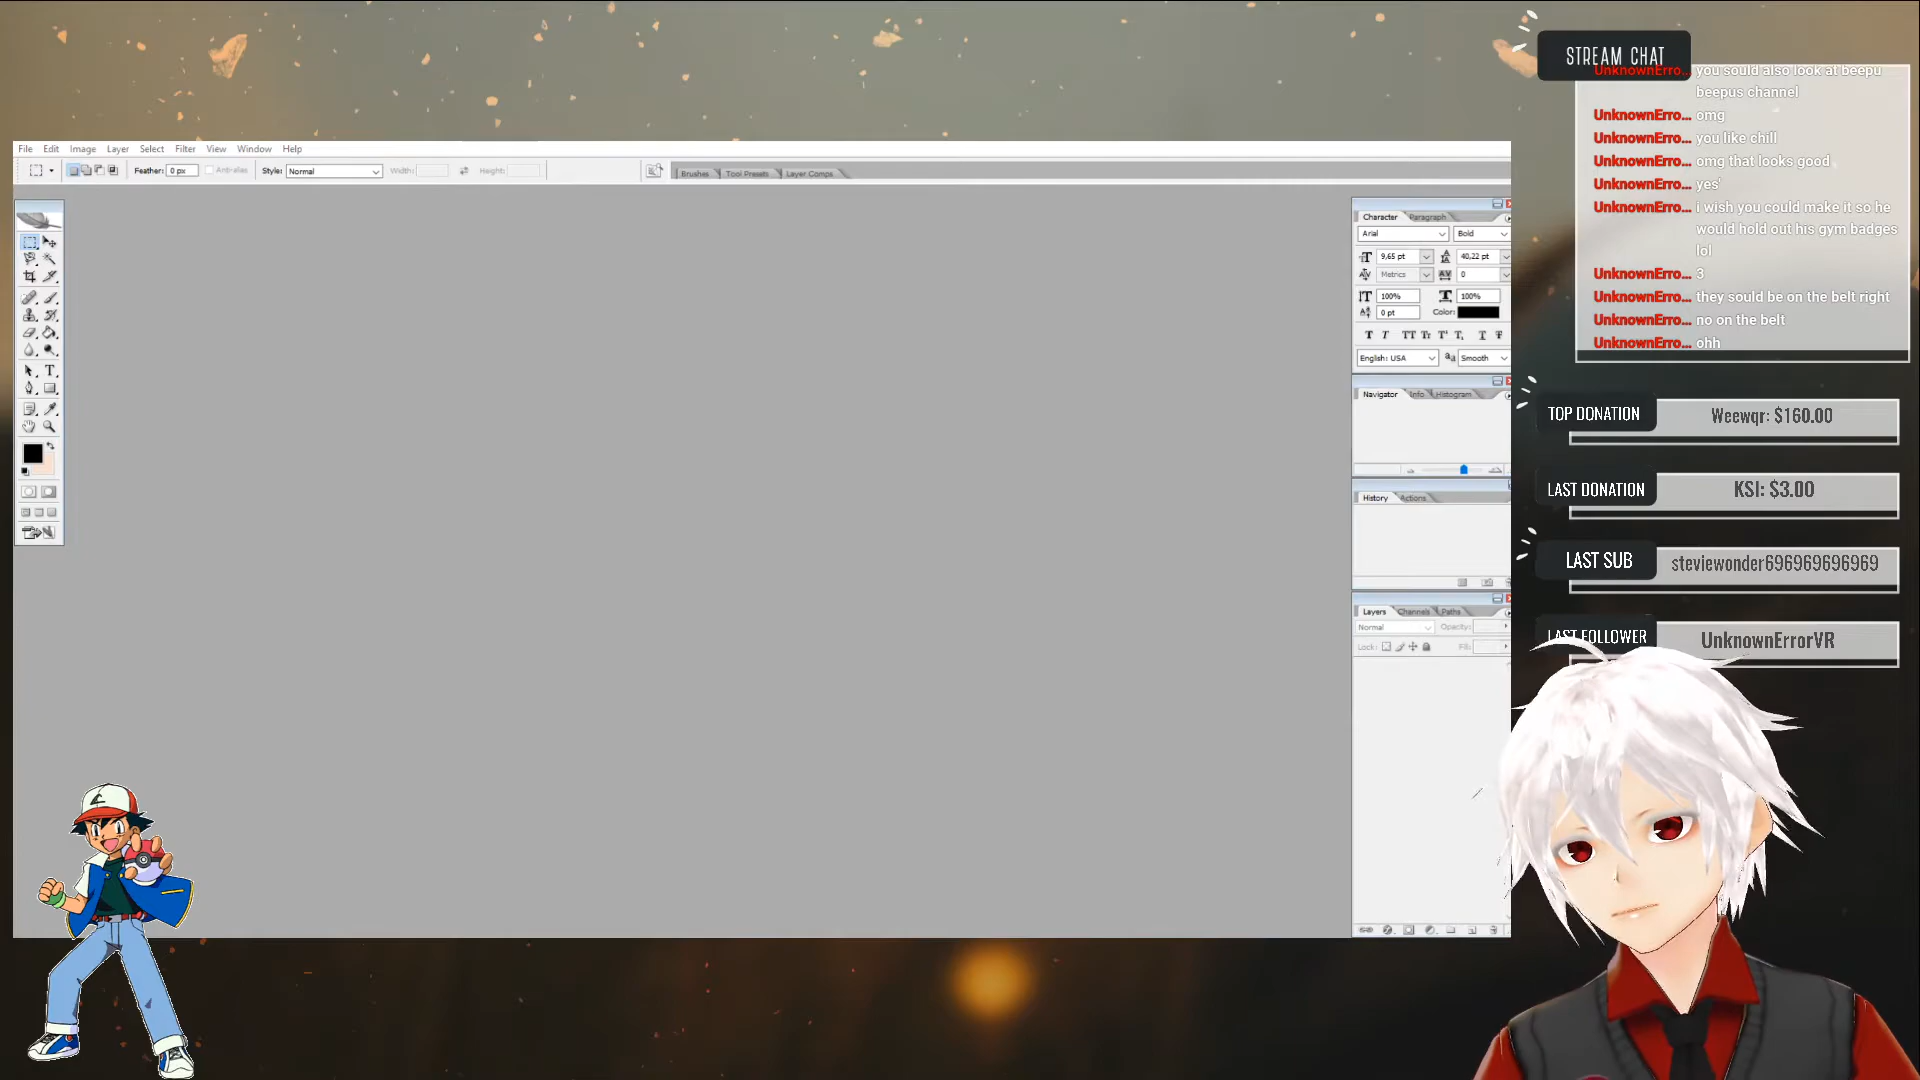 STREAM CHAT
UnknownErro... you sould also look at beepu
beepus channel
UnknownErro... omg
UnknownErro... you like chill
UnknownErro... omg that looks good
UnknownErro... yes'
UnknownErro... i wish you could make it so he
would hold out his gym badges
lol
UnknownErro... 3
UnknownErro... they sould be on the belt right
UnknownErro... no on the belt
UnknownErro... ohh
File Edit Image Layer Select Filter View Window Help
Feather: 0 px Anti-alias Style: Normal Width: Height:
Brushes Tool Presets Layer Comps
Character Paragraph
Arial Bold
9,65 pt 40,22 pt
Metrics 0
100% 100%
0 pt Color:
English: USA Smooth
Navigator Info Histogram
History Actions
Layers Channels Paths
Normal Opacity:
Lock: Fill:
TOP DONATION Weewqr: $160.00
LAST DONATION KSI: $3.00
LAST SUB steviewonder696969696969
LAST FOLLOWER UnknownErrorVR